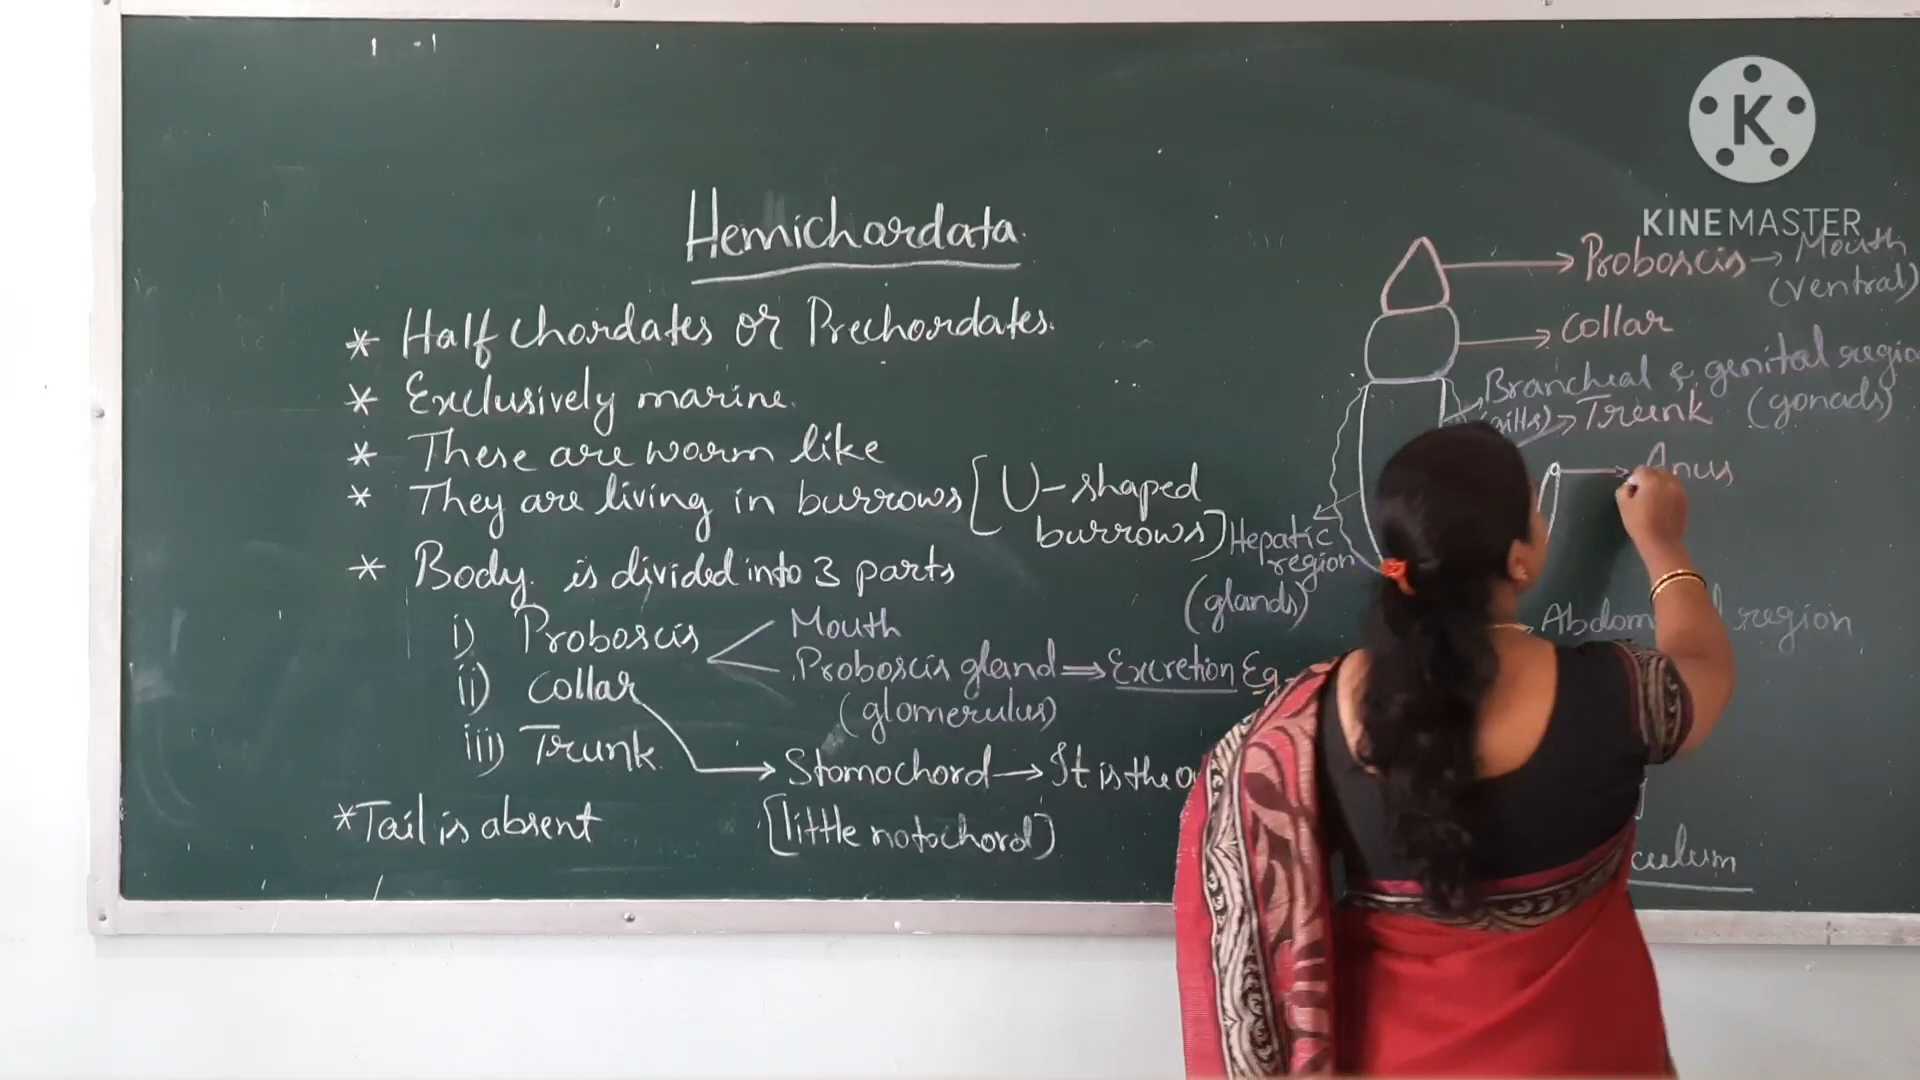 KINEMASTER
Hemichordata
* Half chordates or Prechordates.
* Exclusively marine.
* These are worm like
* They are living in burrows [U-shaped
burrows]
* Body is divided into 3 parts
i) Proboscis
Mouth
Proboscis gland ⇒ Excretion Eg-
(glomerulus)
ii) Collar
Stomochord → It is the
[little notochord]
iii) Trunk
* Tail is absent
Proboscis → Mouth
(ventral)
Collar
Brancheal & genital
(gills) → Trunk (gonads)
Anus
Hepatic
region
(glands)
region